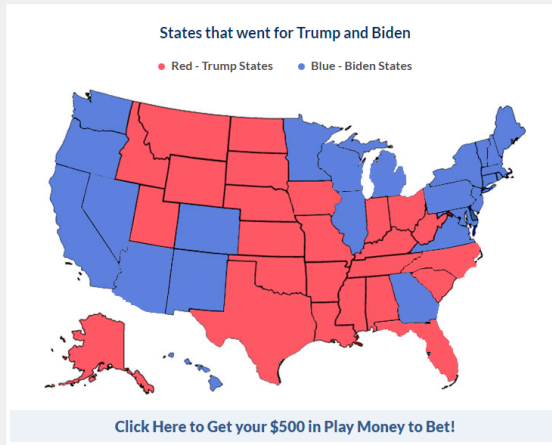 States that went for Trump and Biden
Red - Trump States Blue - Biden States
Click Here to Get your $500 in Play Money to Bet!